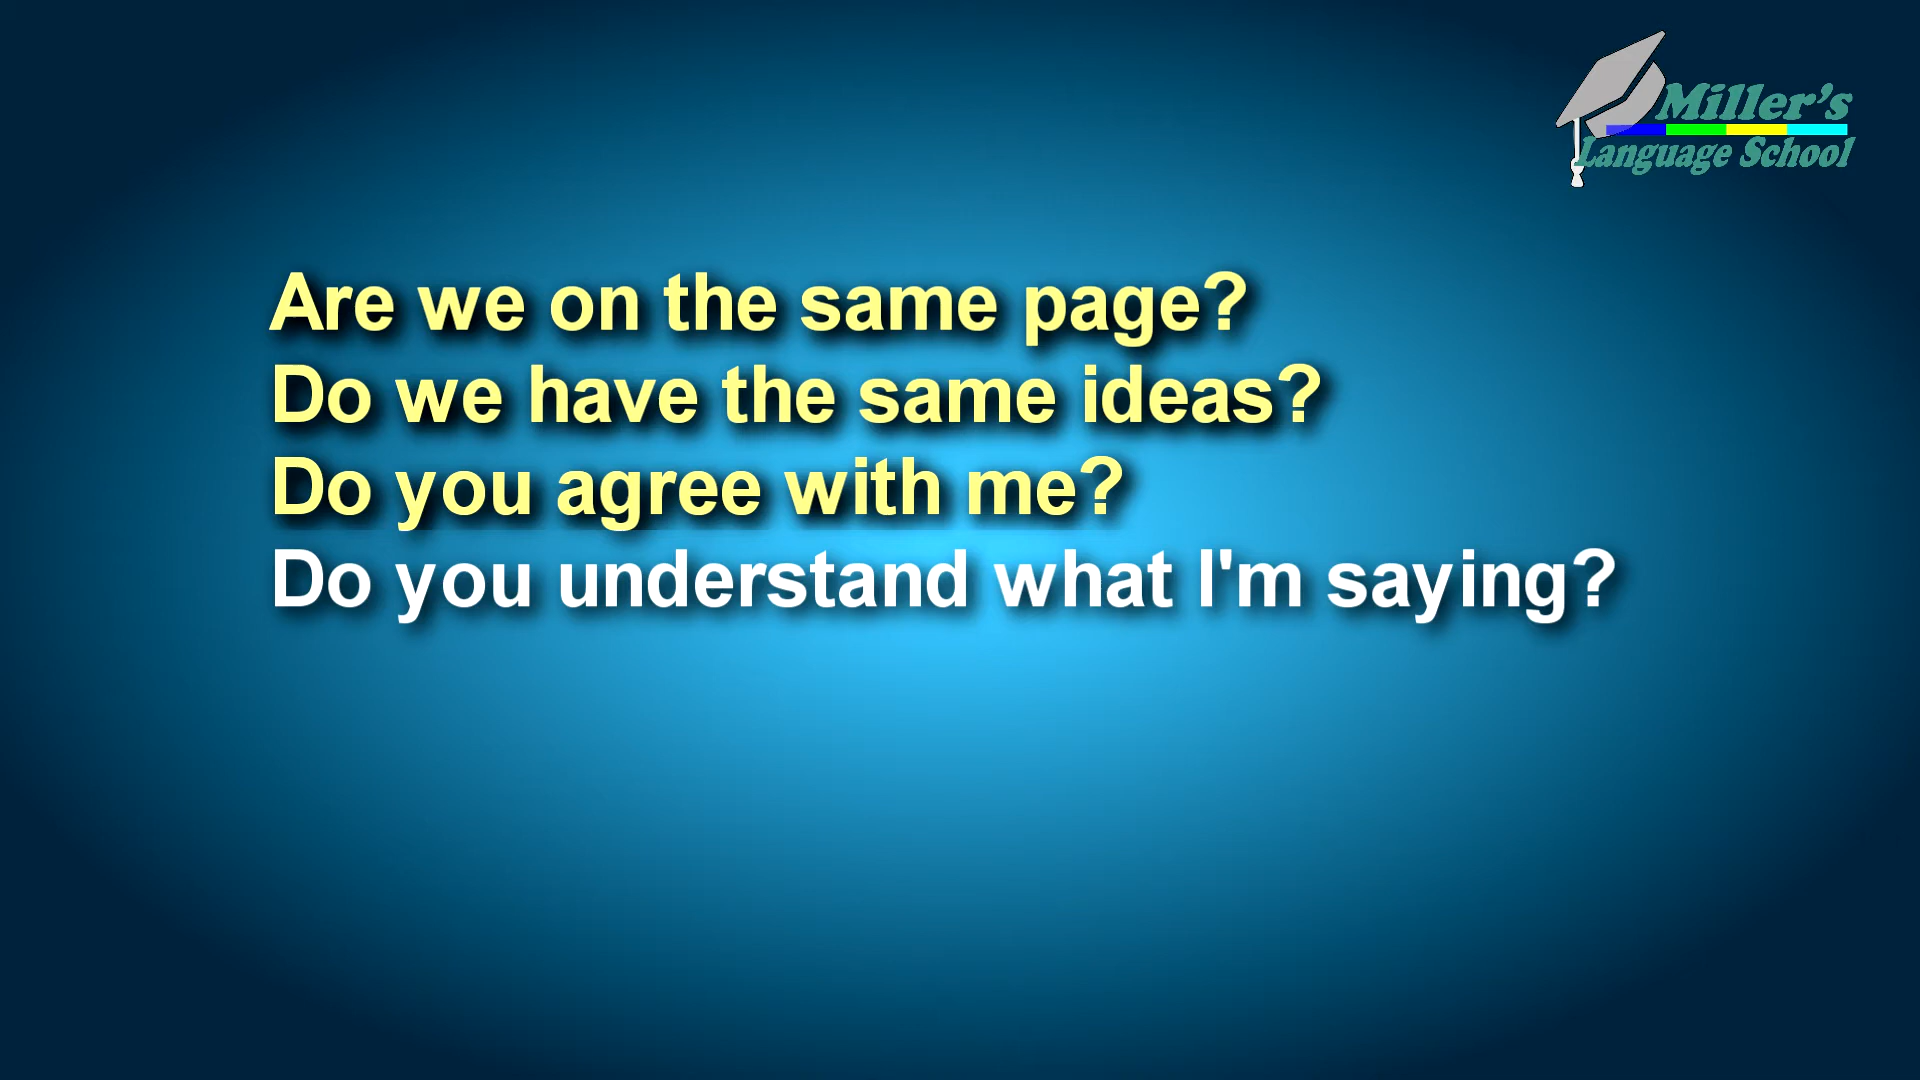 Miller's
Language School
Are we on the same page?
Do we have the same ideas?
Do you agree with me?
Do you understand what I'm saying?